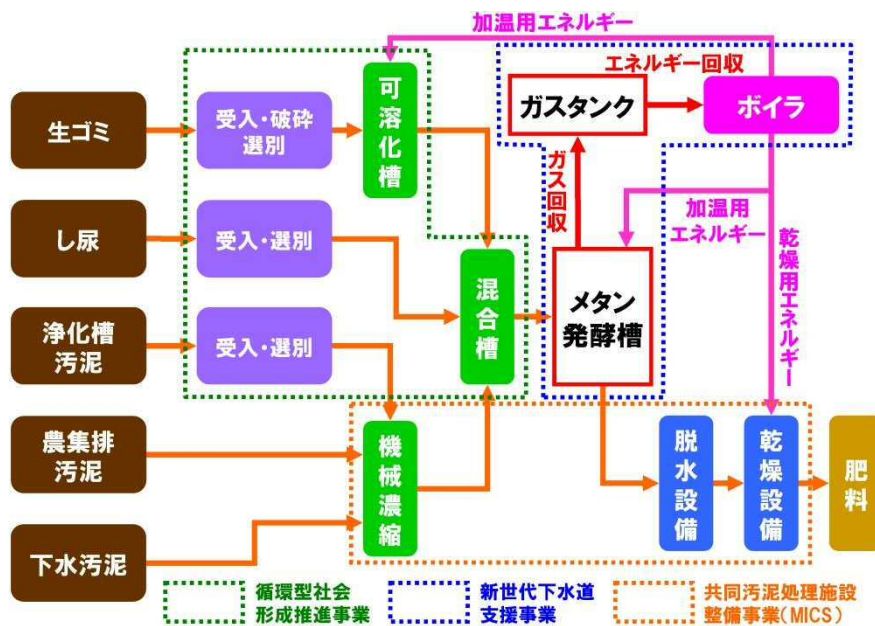 加温用エネルギー
エネルギー回収
生ゴミ
受入・破砕
選別
可溶化槽
ガスタンク
ボイラ
ガス回収
加温用
エネルギー
乾燥用エネルギー
し尿
受入・選別
混合槽
メタン
発酵槽
浄化槽
汚泥
受入・選別
農集排
汚泥
機械濃縮
脱水設備
乾燥設備
肥料
下水汚泥
循環型社会
形成推進事業
新世代下水道
支援事業
共同汚泥処理施設
整備事業(MICS)